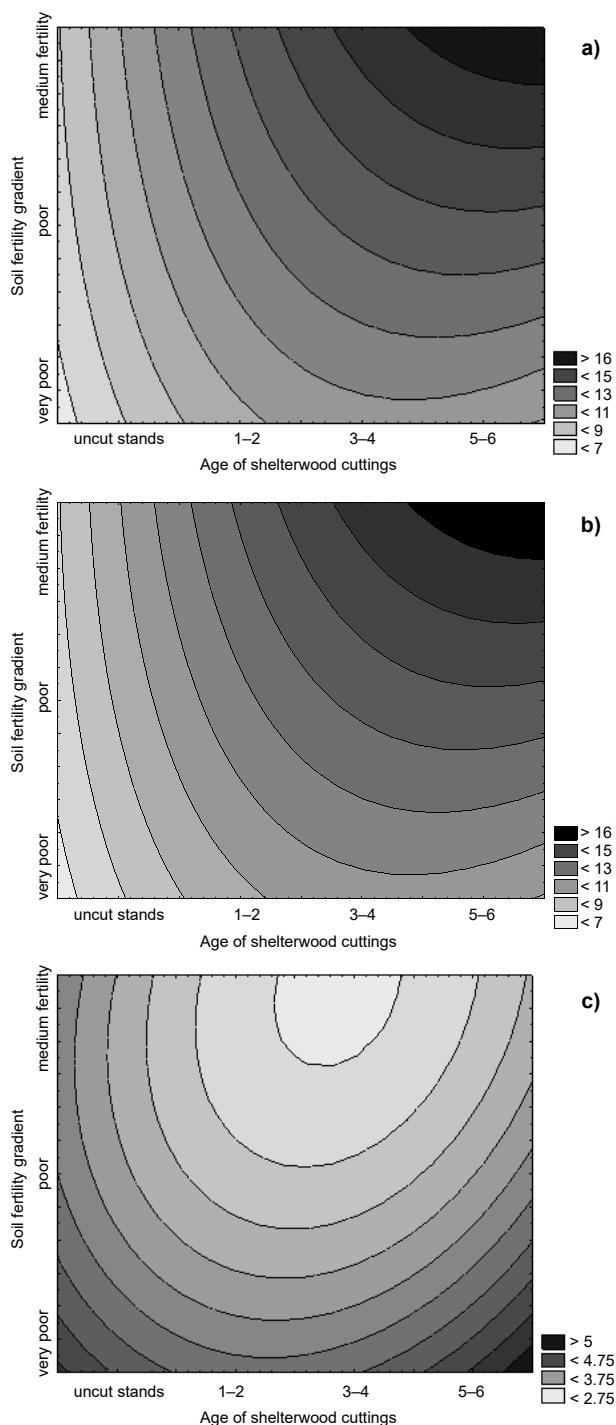 a)
Soil fertility gradient
medium fertility
poor
very poor
uncut stands 1–2 3–4 5–6
Age of shelterwood cuttings
> 16
< 15
< 13
< 11
< 9
< 7
b)
Soil fertility gradient
medium fertility
poor
very poor
uncut stands 1–2 3–4 5–6
Age of shelterwood cuttings
> 16
< 15
< 13
< 11
< 9
< 7
c)
Soil fertility gradient
medium fertility
poor
very poor
uncut stands 1–2 3–4 5–6
Age of shelterwood cuttings
> 5
< 4.75
< 3.75
< 2.75